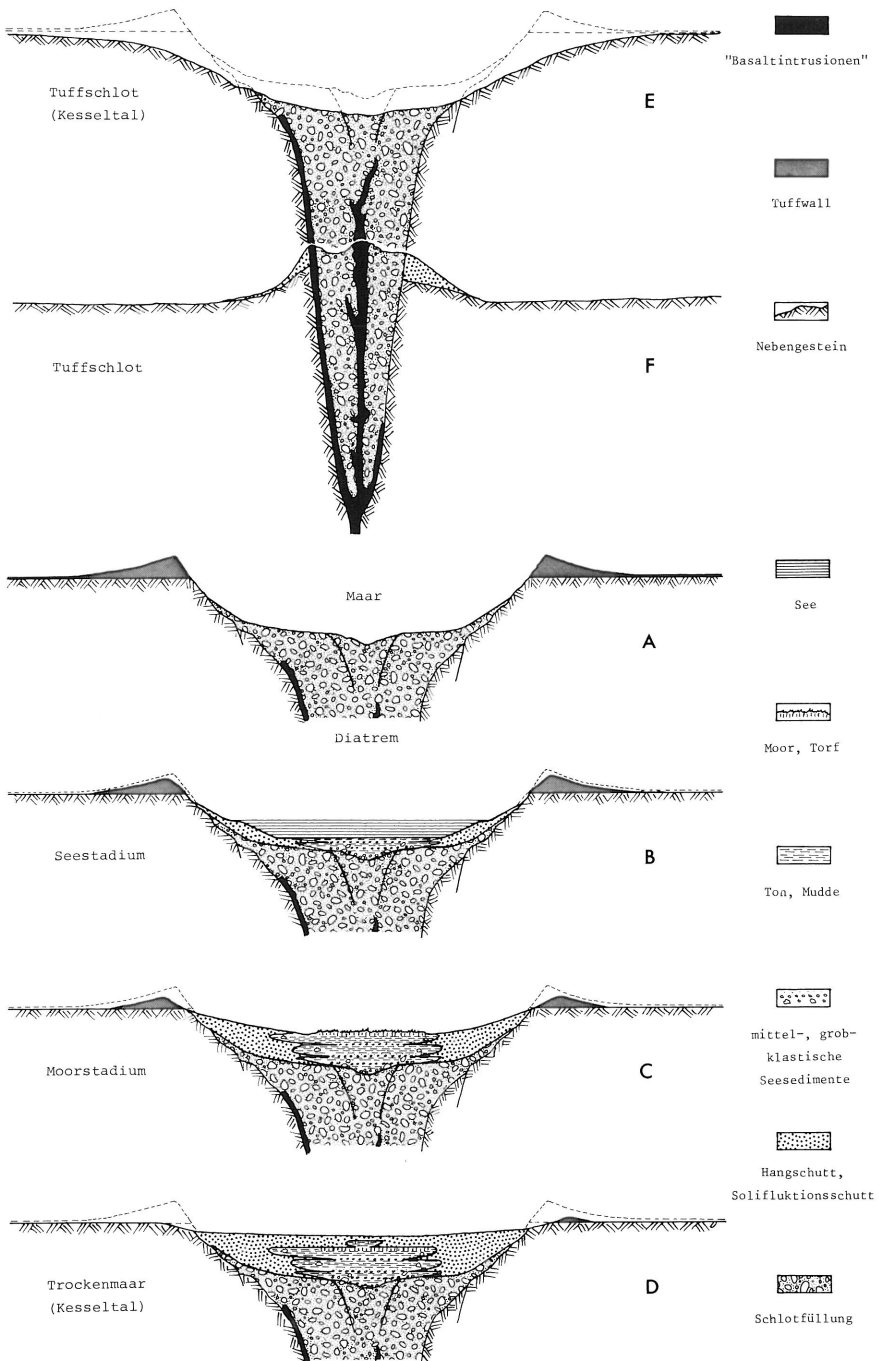 "Basaltintrusionen"
Tuffschlot
(Kesseltal)
E
Tuffwall
Nebengestein
Tuffschlot
F
See
Maar
A
Diatrem
Moor, Torf
Seestadium
B
Ton, Mudde
mittel-, grob-
klastische
Seesedimente
Moorstadium
C
Hangschutt,
Solifluktionsschutt
Trockenmaar
(Kesseltal)
D
Schlotfüllung